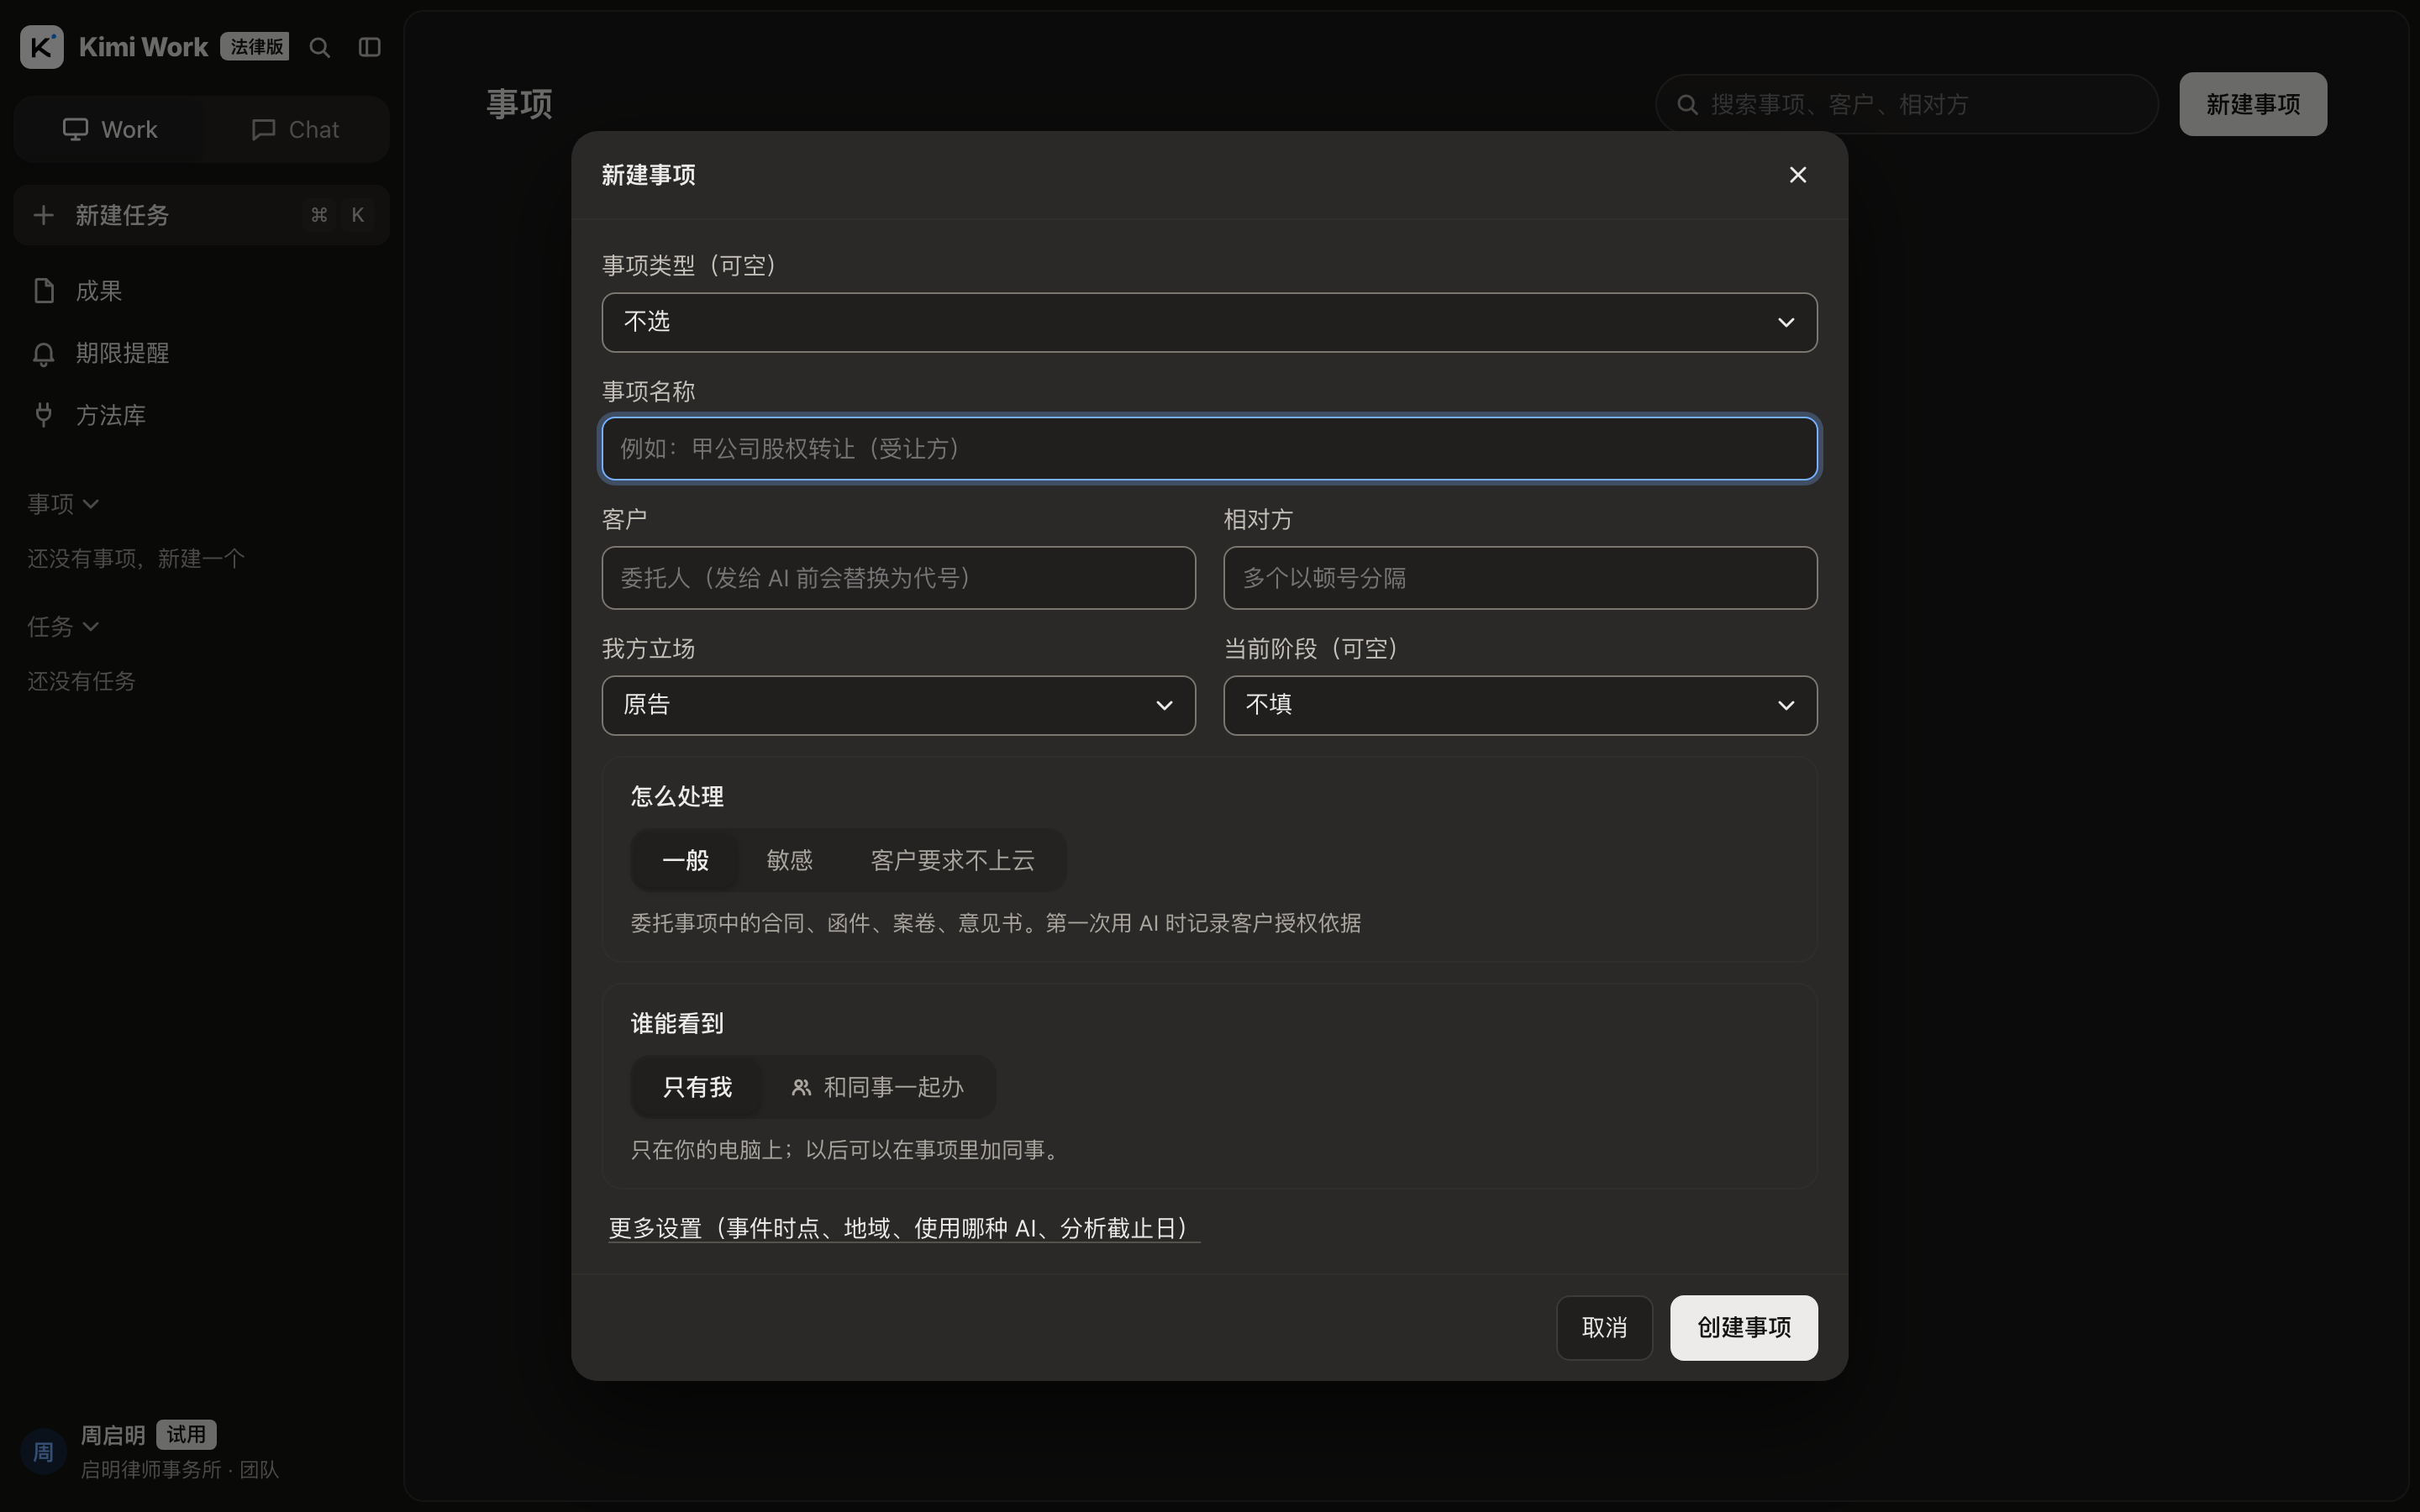 Kimi Work 法律版
Work
Chat
新建任务 ⌘ K
成果
期限提醒
方法库
事项
还没有事项，新建一个
任务
还没有任务
周
周启明 试用
启明律师事务所 · 团队
事项
搜索事项、客户、相对方
新建事项
新建事项
事项类型（可空）
不选
事项名称
例如：甲公司股权转让（受让方）
客户
相对方
委托人（发给 AI 前会替换为代号）
多个以顿号分隔
我方立场
当前阶段（可空）
原告
不填
怎么处理
一般 敏感 客户要求不上云
委托事项中的合同、函件、案卷、意见书。第一次用 AI 时记录客户授权依据
谁能看到
只有我 和同事一起办
只在你的电脑上；以后可以在事项里加同事。
更多设置（事件时点、地域、使用哪种 AI、分析截止日）
取消
创建事项